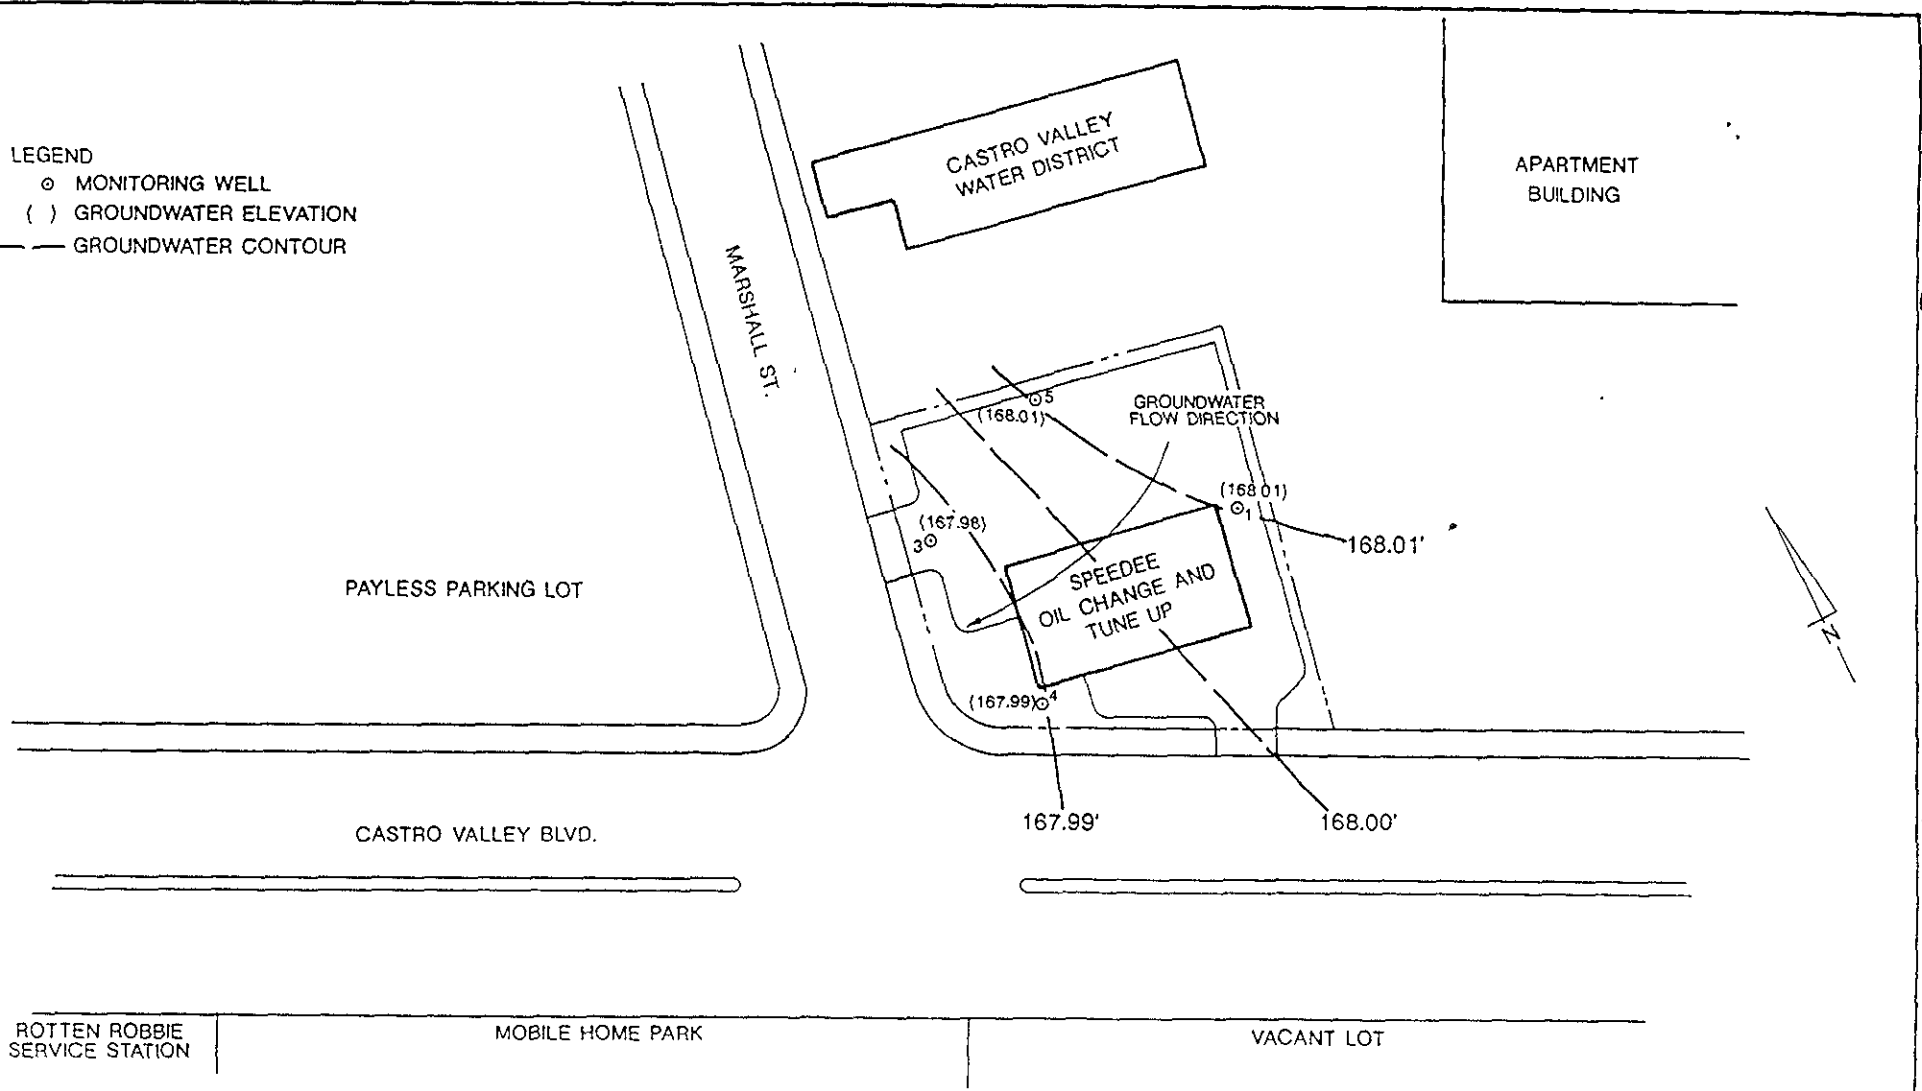 LEGEND
⊙ MONITORING WELL
( ) GROUNDWATER ELEVATION
— — GROUNDWATER CONTOUR
CASTRO VALLEY
WATER DISTRICT
APARTMENT
BUILDING
MARSHALL ST.
5
(168.01)
GROUNDWATER
FLOW DIRECTION
(168.01)
1
168.01'
(167.98)
3
SPEEDEE
OIL CHANGE AND
TUNE UP
PAYLESS PARKING LOT
N
(167.99)
4
167.99'
168.00'
CASTRO VALLEY BLVD.
ROTTEN ROBBIE
SERVICE STATION
MOBILE HOME PARK
VACANT LOT